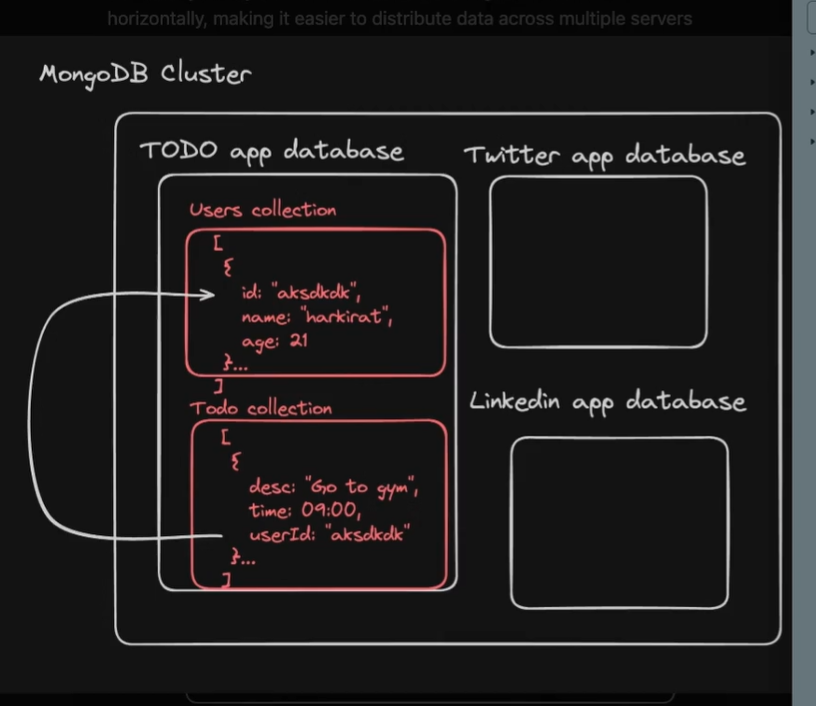 horizontally, making it easier to distribute data across multiple servers
MongoDB Cluster
TODO app database
Users collection
[
{
id: "aksdkdk",
name: "harkirat",
age: 21
}...
]
Todo collection
[
{
desc: "Go to gym",
time: 09:00,
userId: "aksdkdk"
}...
]
Twitter app database
Linkedin app database